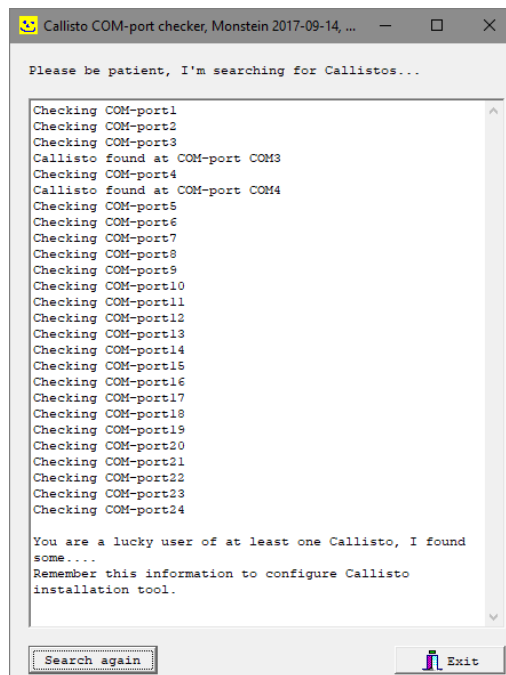 Callisto COM-port checker, Monstein 2017-09-14, ...
Please be patient, I'm searching for Callistos...
Checking COM-port1
Checking COM-port2
Checking COM-port3
Callisto found at COM-port COM3
Checking COM-port4
Callisto found at COM-port COM4
Checking COM-port5
Checking COM-port6
Checking COM-port7
Checking COM-port8
Checking COM-port9
Checking COM-port10
Checking COM-port11
Checking COM-port12
Checking COM-port13
Checking COM-port14
Checking COM-port15
Checking COM-port16
Checking COM-port17
Checking COM-port18
Checking COM-port19
Checking COM-port20
Checking COM-port21
Checking COM-port22
Checking COM-port23
Checking COM-port24
You are a lucky user of at least one Callisto, I found
some....
Remember this information to configure Callisto
installation tool.
Search again
Exit